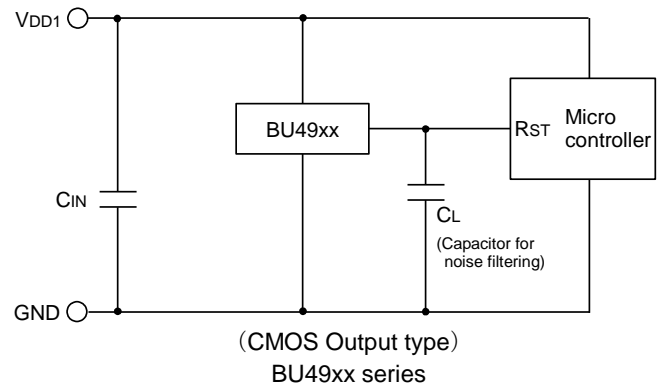 VDD1
BU49xx
RST
Micro
controller
CIN
CL
(Capacitor for
noise filtering)
GND
（CMOS Output type）
BU49xx series